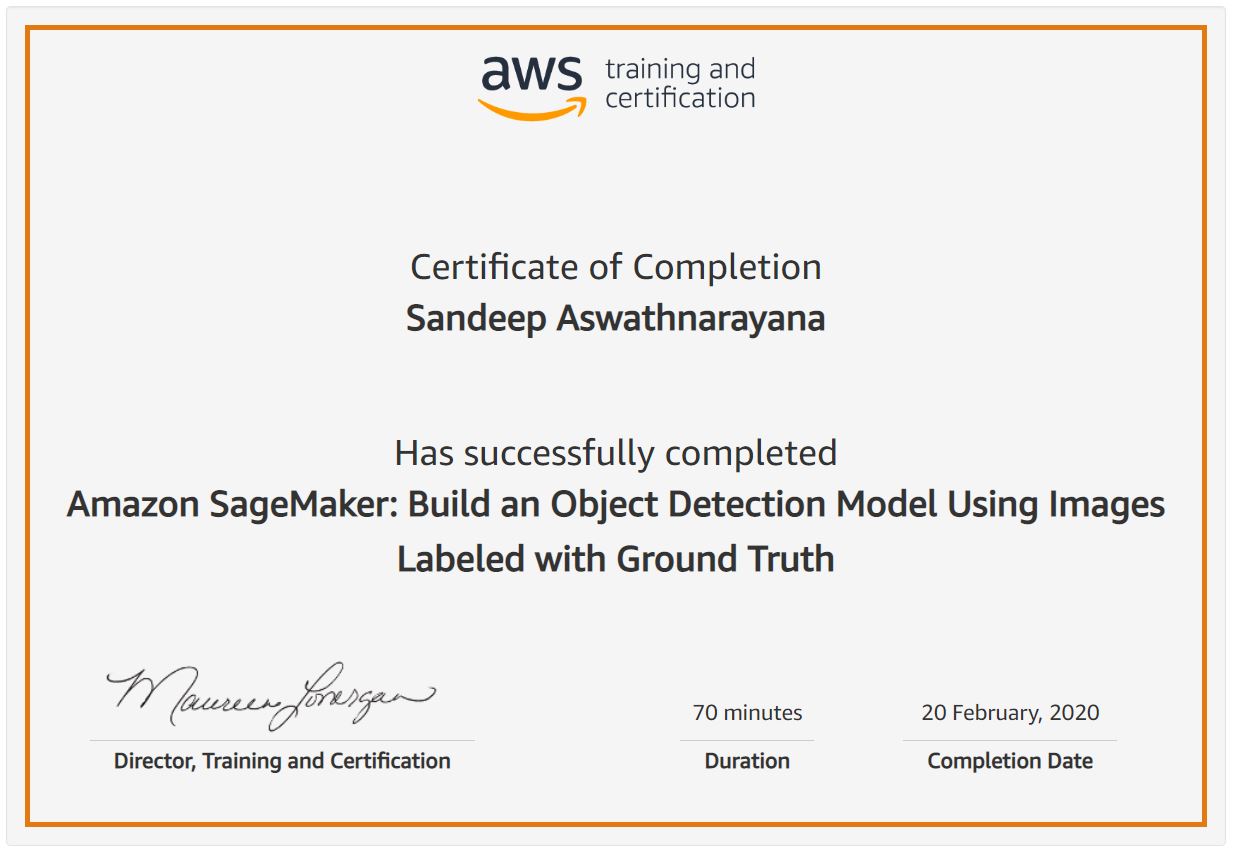 aws training and
certification
Certificate of Completion
Sandeep Aswathnarayana
Has successfully completed
Amazon SageMaker: Build an Object Detection Model Using Images
Labeled with Ground Truth
Maureen Lonergan
70 minutes
20 February, 2020
Director, Training and Certification
Duration
Completion Date